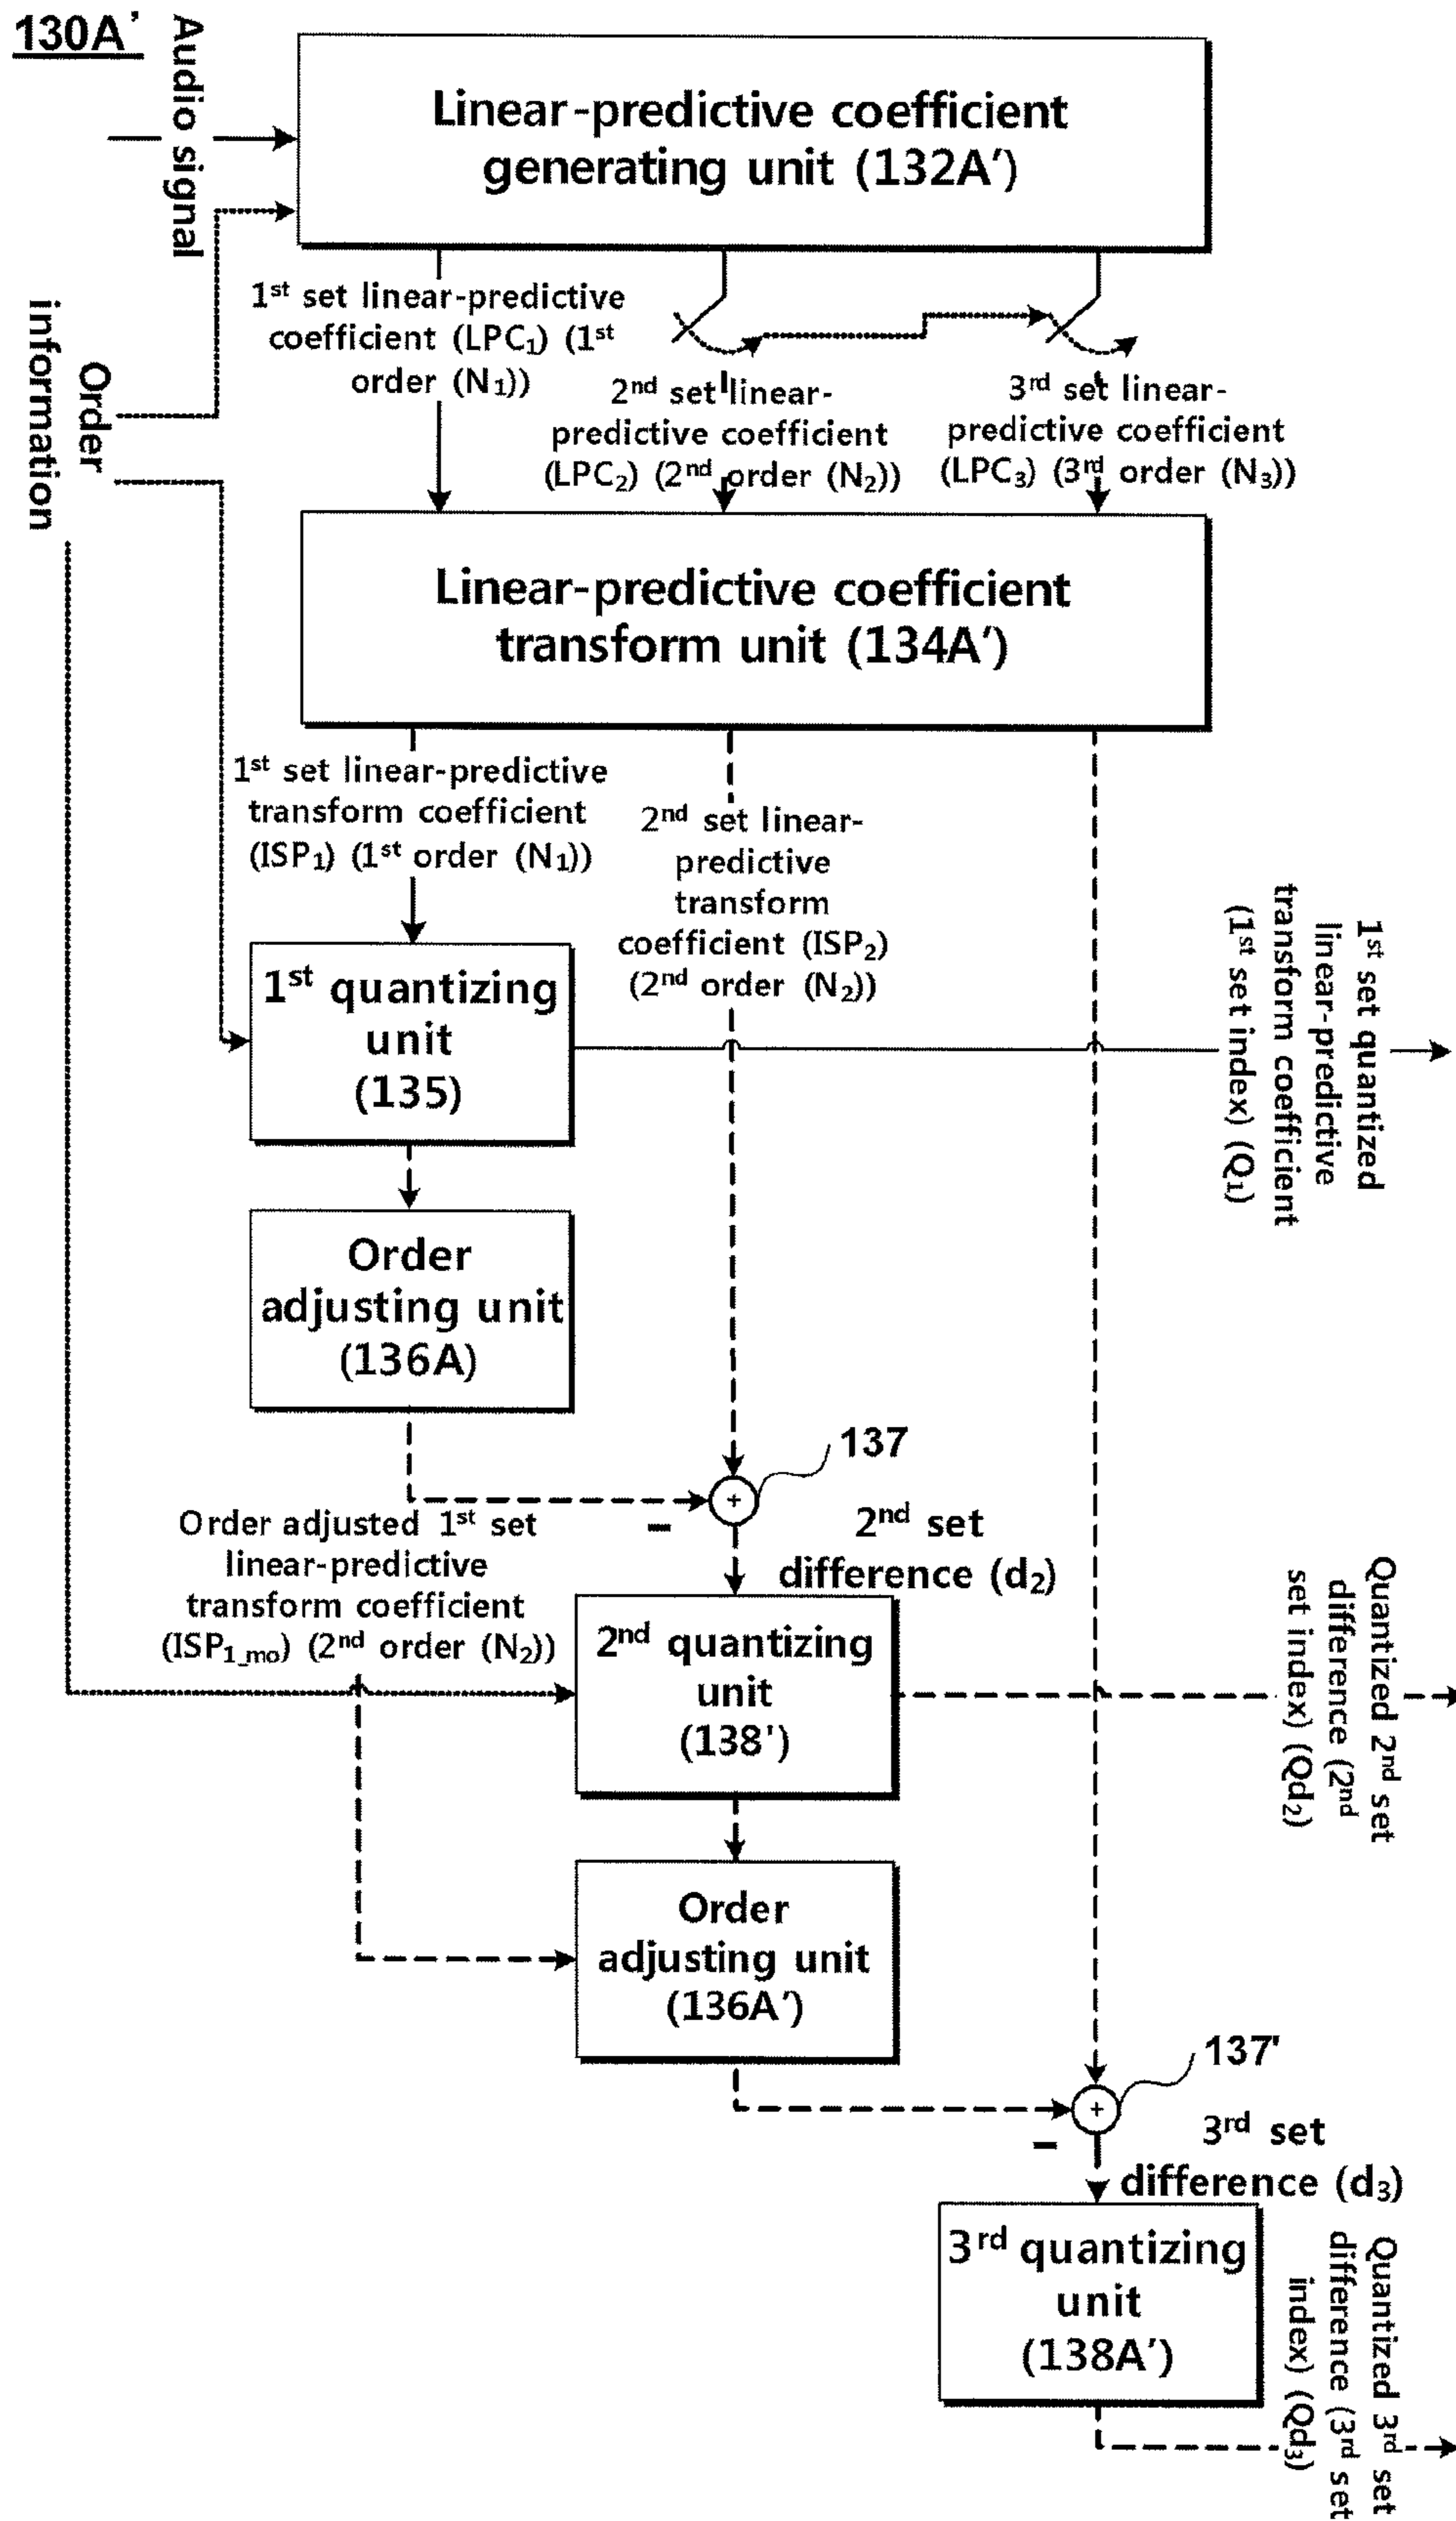 130A'
Audio signal
Linear-predictive coefficient
generating unit (132A')
Order
information
1st set linear-predictive
coefficient (LPC1) (1st
order (N1))
2nd set linear-
predictive coefficient
(LPC2) (2nd order (N2))
3rd set linear-
predictive coefficient
(LPC3) (3rd order (N3))
Linear-predictive coefficient
transform unit (134A')
1st set linear-predictive
transform coefficient
(ISP1) (1st order (N1))
2nd set linear-
predictive
transform
coefficient (ISP2)
(2nd order (N2))
1st quantizing
unit
(135)
1st set quantized
linear-predictive
transform coefficient
(1st set index) (Q1)
Order
adjusting unit
(136A)
137
+
–
Order adjusted 1st set
linear-predictive
transform coefficient
(ISP1_mo) (2nd order (N2))
2nd set
difference (d2)
2nd quantizing
unit
(138')
Quantized 2nd set
difference (2nd
set index) (Qd2)
Order
adjusting unit
(136A')
137'
+
–
3rd set
difference (d3)
3rd quantizing
unit
(138A')
Quantized 3rd set
difference (3rd set
index) (Qd3)